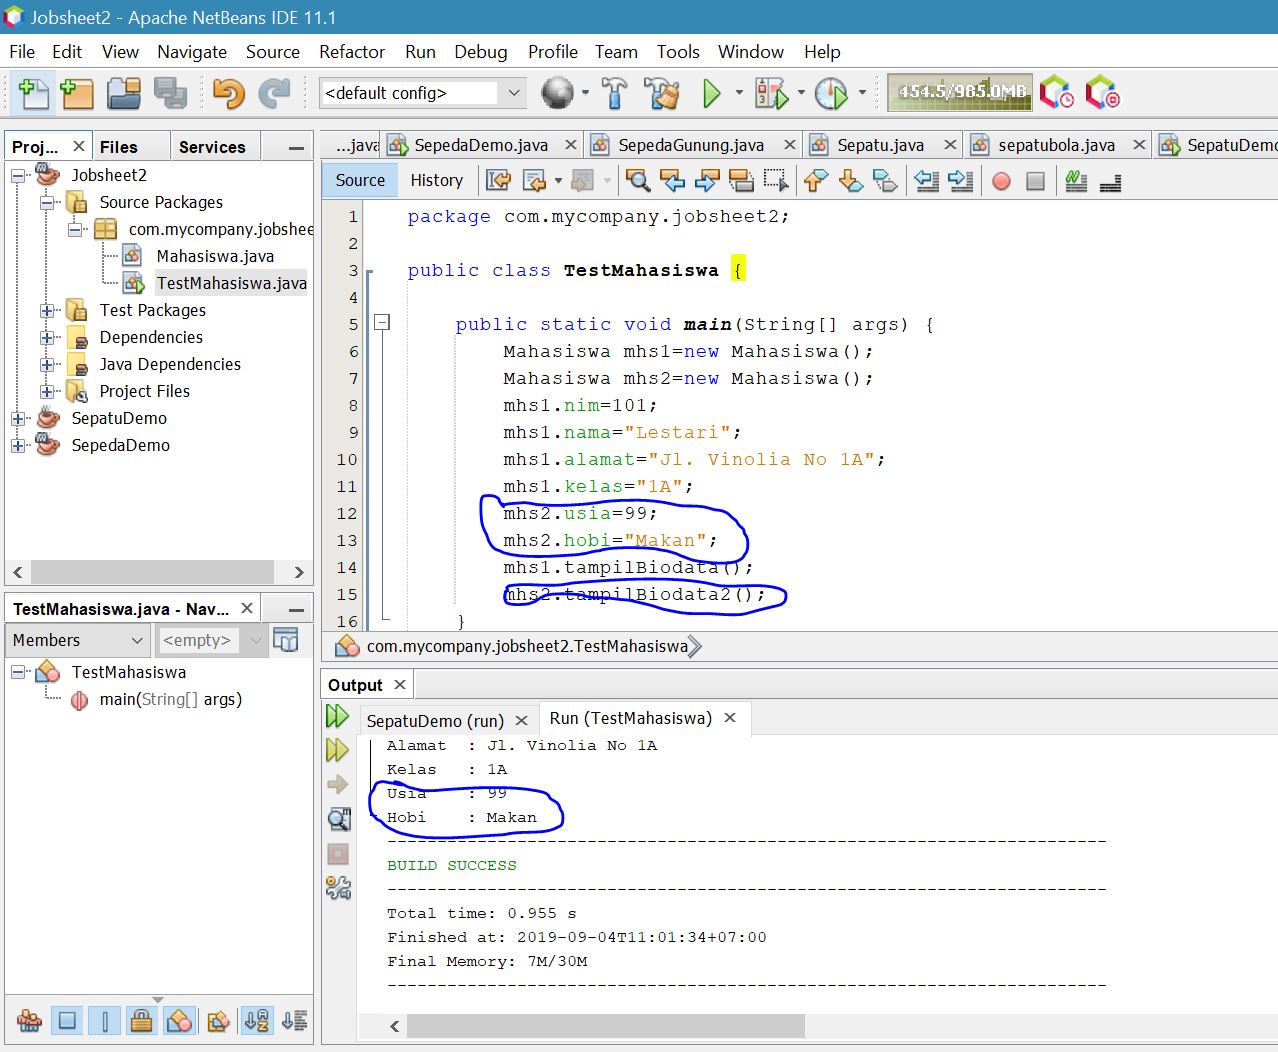 Jobsheet2 - Apache NetBeans IDE 11.1
File Edit View Navigate Source Refactor Run Debug Profile Team Tools Window Help
<default config>
454.5/985.0MB
Proj... Files Services
Jobsheet2
Source Packages
com.mycompany.jobshee
Mahasiswa.java
TestMahasiswa.java
Test Packages
Dependencies
Java Dependencies
Project Files
SepatuDemo
SepedaDemo
TestMahasiswa.java - Nav...
Members <empty>
TestMahasiswa
main(String[] args)
...java SepedaDemo.java SepedaGunung.java Sepatu.java sepatubola.java SepatuDemo
Source History
1 package com.mycompany.jobsheet2;
2
3 public class TestMahasiswa {
4
5 public static void main(String[] args) {
6 Mahasiswa mhs1=new Mahasiswa();
7 Mahasiswa mhs2=new Mahasiswa();
8 mhs1.nim=101;
9 mhs1.nama="Lestari";
10 mhs1.alamat="Jl. Vinolia No 1A";
11 mhs1.kelas="1A";
12 mhs2.usia=99;
13 mhs2.hobi="Makan";
14 mhs1.tampilBiodata();
15 mhs2.tampilBiodata2();
16 }
com.mycompany.jobsheet2.TestMahasiswa
Output
SepatuDemo (run) Run (TestMahasiswa)
Alamat : Jl. Vinolia No 1A
Kelas : 1A
Usia : 99
Hobi : Makan
------------------------------------------------------------------------
BUILD SUCCESS
------------------------------------------------------------------------
Total time: 0.955 s
Finished at: 2019-09-04T11:01:34+07:00
Final Memory: 7M/30M
------------------------------------------------------------------------